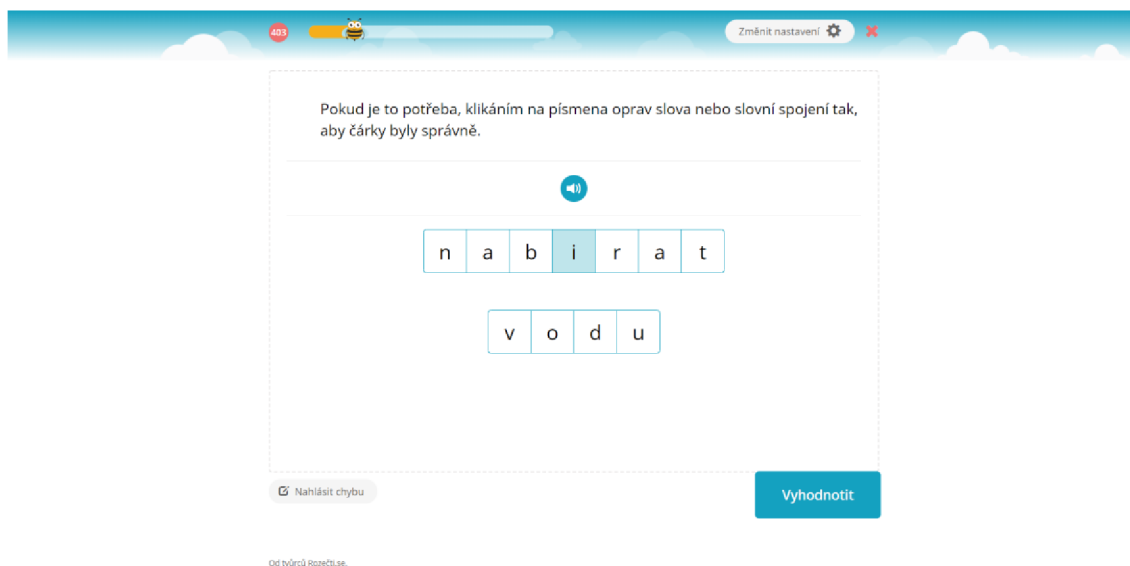 403
Změnit nastavení
Pokud je to potřeba, klikáním na písmena oprav slova nebo slovní spojení tak,
aby čárky byly správně.
n a b i r a t
v o d u
Nahlásit chybu
Vyhodnotit
Od tvůrců Rozečti.se.